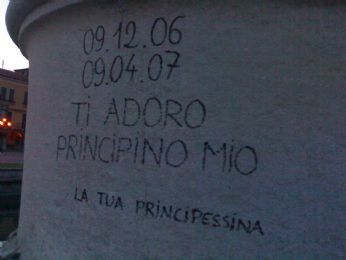 09.12.06
09.04.07
Ti ADORO
PRiNCiPiNO MiO
LA TUA PRiNCiPESSiNA